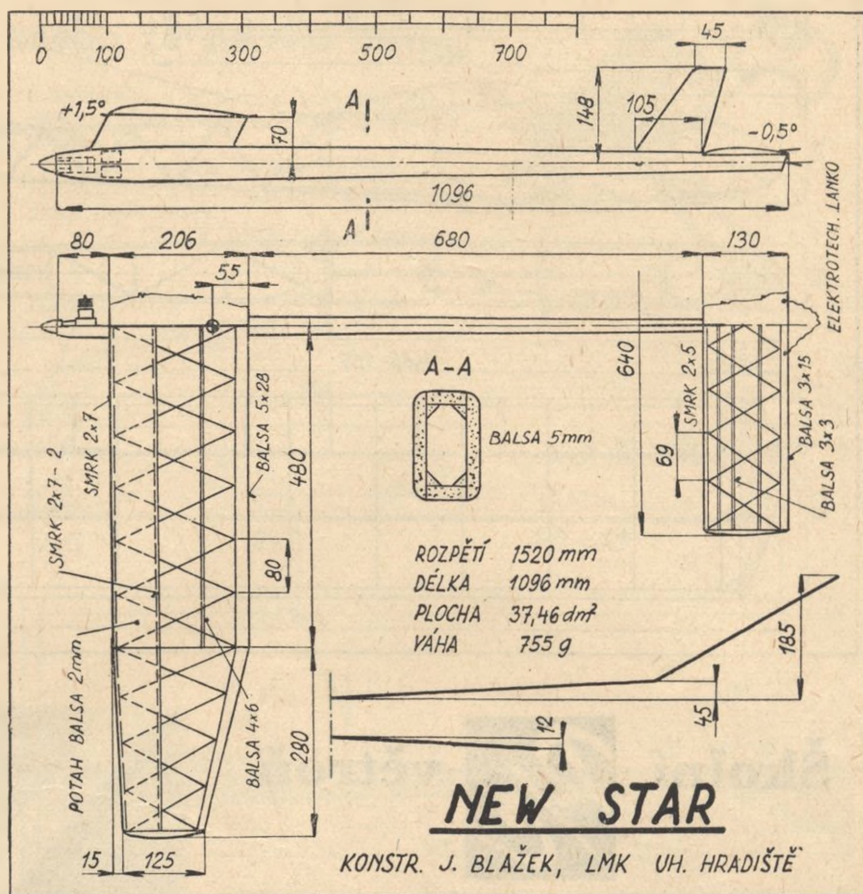 0 100 300 500 700
45
+1,5°
A
148
105
70
-0,5°
1096
A
80 206 680 130
ELEKTROTECH. LANKO
55
A-A
640
SMRK 2x5
BALSA 3x15
BALSA 3x3
BALSA 5x28
SMRK 2x7
480
BALSA 5mm
69
SMRK 2x7-2
80
ROZPĚTÍ 1520 mm
DÉLKA 1096 mm
PLOCHA 37,46 dm²
VÁHA 755 g
185
45
POTAH BALSA 2mm
BALSA 4x6
280
12
15 125
NEW STAR
KONSTR. J. BLAŽEK, LMK UH. HRADIŠTĚ